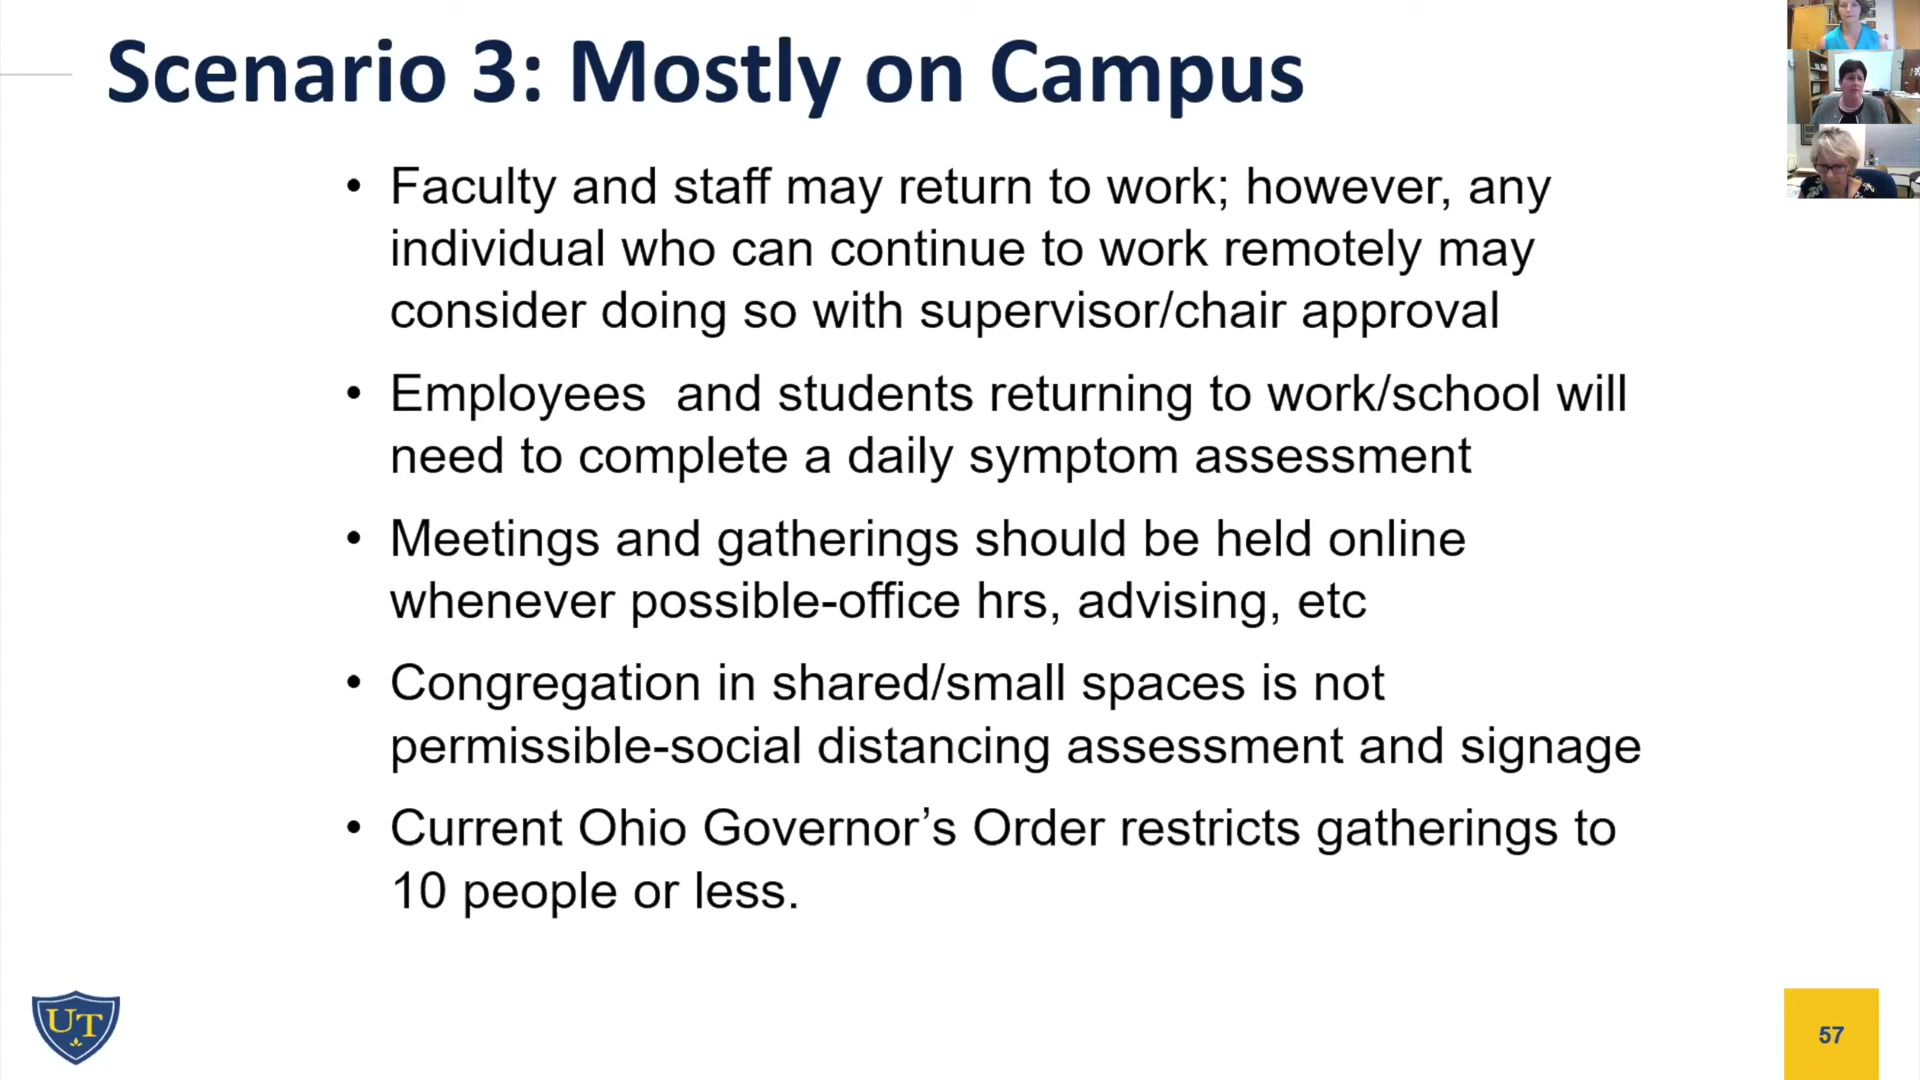 Scenario 3: Mostly on Campus
• Faculty and staff may return to work; however, any
individual who can continue to work remotely may
consider doing so with supervisor/chair approval
• Employees  and students returning to work/school will
need to complete a daily symptom assessment
• Meetings and gatherings should be held online
whenever possible-office hrs, advising, etc
• Congregation in shared/small spaces is not
permissible-social distancing assessment and signage
• Current Ohio Governor’s Order restricts gatherings to
10 people or less.
UT
57